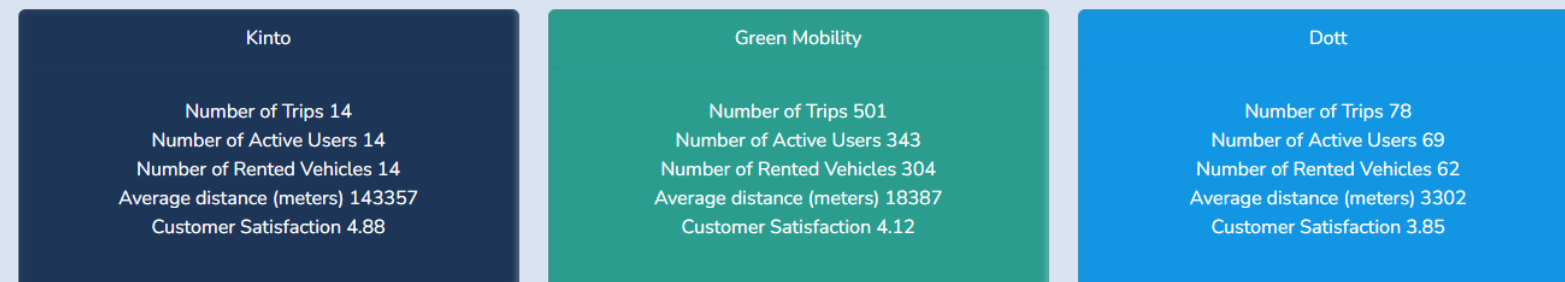 Kinto
Number of Trips 14
Number of Active Users 14
Number of Rented Vehicles 14
Average distance (meters) 143357
Customer Satisfaction 4.88
Green Mobility
Number of Trips 501
Number of Active Users 343
Number of Rented Vehicles 304
Average distance (meters) 18387
Customer Satisfaction 4.12
Dott
Number of Trips 78
Number of Active Users 69
Number of Rented Vehicles 62
Average distance (meters) 3302
Customer Satisfaction 3.85